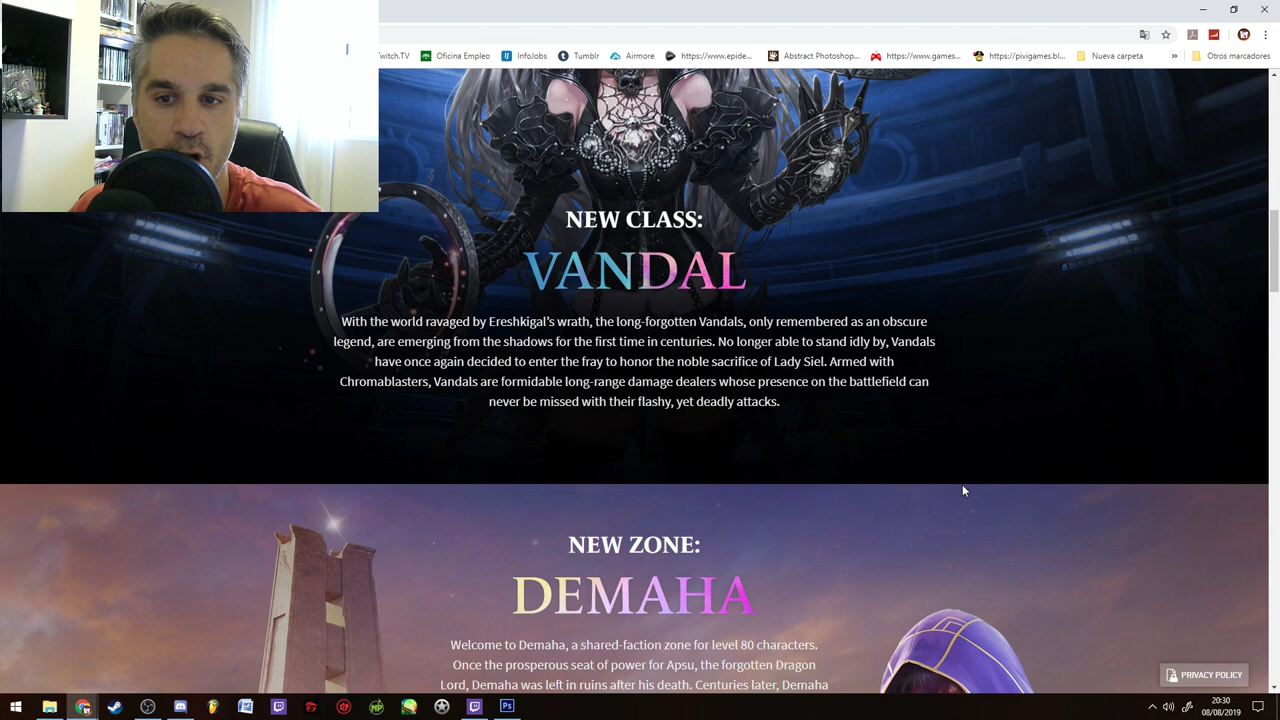 Twitch.TV
Oficina Empleo
InfoJobs
Tumblr
Airmore
https://www.epide...
Abstract Photoshop...
https://www.games...
https://pivigames.bl...
Nueva carpeta
»
Otros marcadores
NEW CLASS:
VANDAL
With the world ravaged by Ereshkigal's wrath, the long-forgotten Vandals, only remembered as an obscure
legend, are emerging from the shadows for the first time in centuries. No longer able to stand idly by, Vandals
have once again decided to enter the fray to honor the noble sacrifice of Lady Siel. Armed with
Chromablasters, Vandals are formidable long-range damage dealers whose presence on the battlefield can
never be missed with their flashy, yet deadly attacks.
NEW ZONE:
DEMAHA
Welcome to Demaha, a shared-faction zone for level 80 characters.
Once the prosperous seat of power for Apsu, the forgotten Dragon
Lord, Demaha was left in ruins after his death. Centuries later, Demaha
PRIVACY POLICY
20:30
08/08/2019